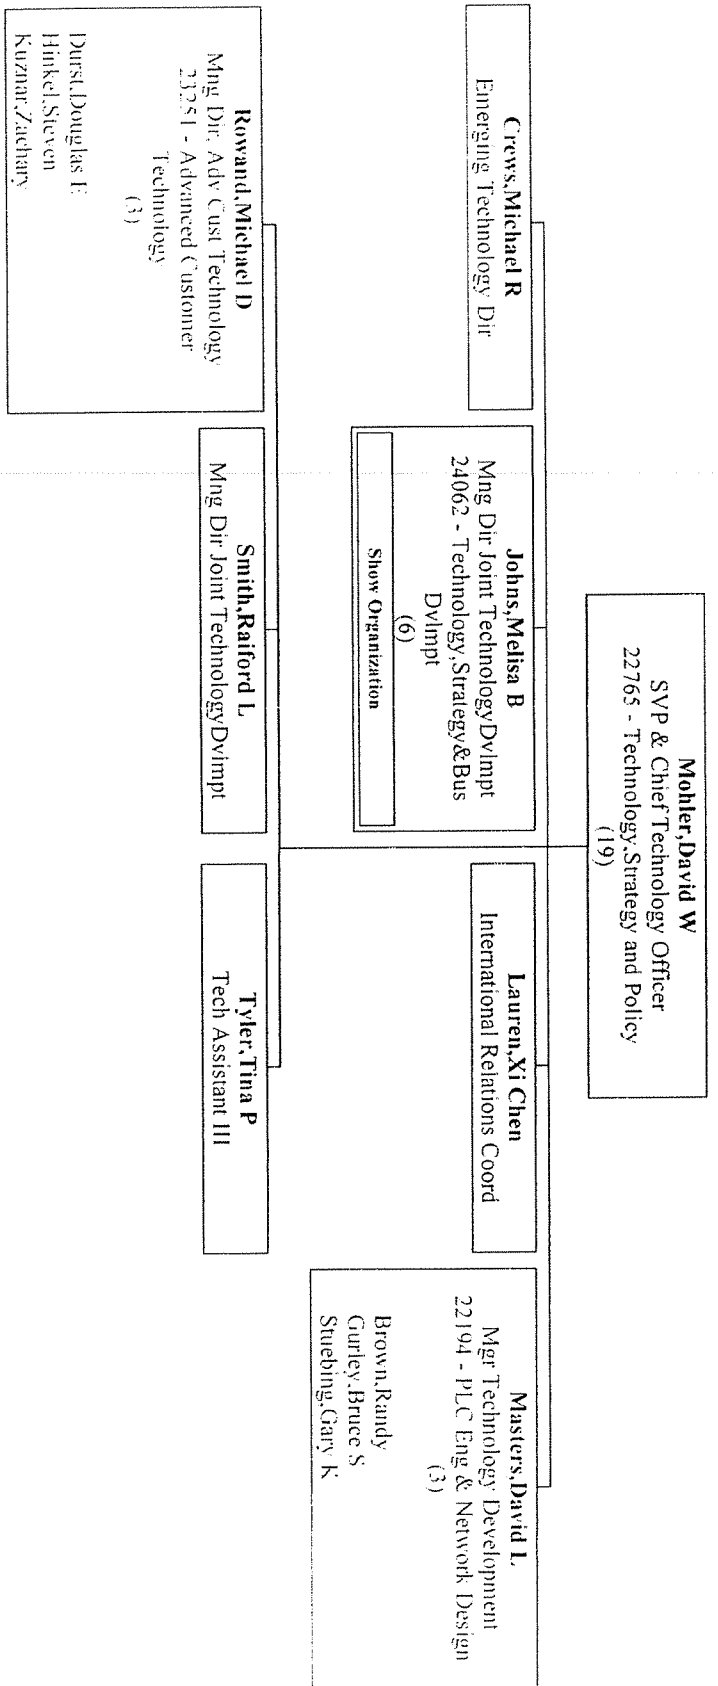 Mohler,David W
SVP & Chief Technology Officer
22765 - Technology,Strategy and Policy
(19)
Crews,Michael R
Emerging Technology Dir
Johns,Melisa B
Mng Dir Joint TechnologyDvlmpt
24062 - Technology,Strategy&Bus
Dvlmpt
(6)
Show Organization
Lauren,Xi Chen
International Relations Coord
Masters,David L
Mgr Technology Development
22194 - PLC Eng & Network Design
(3)
Brown,Randy
Gurley,Bruce S
Stuebing,Gary K
Rowand,Michael D
Mng Dir, Adv Cust Technology
23251 - Advanced Customer
Technology
(3)
Durst,Douglas E
Hinkel,Steven
Kuznar,Zachary
Smith,Raiford L
Mng Dir Joint TechnologyDvlmpt
Tyler,Tina P
Tech Assistant III